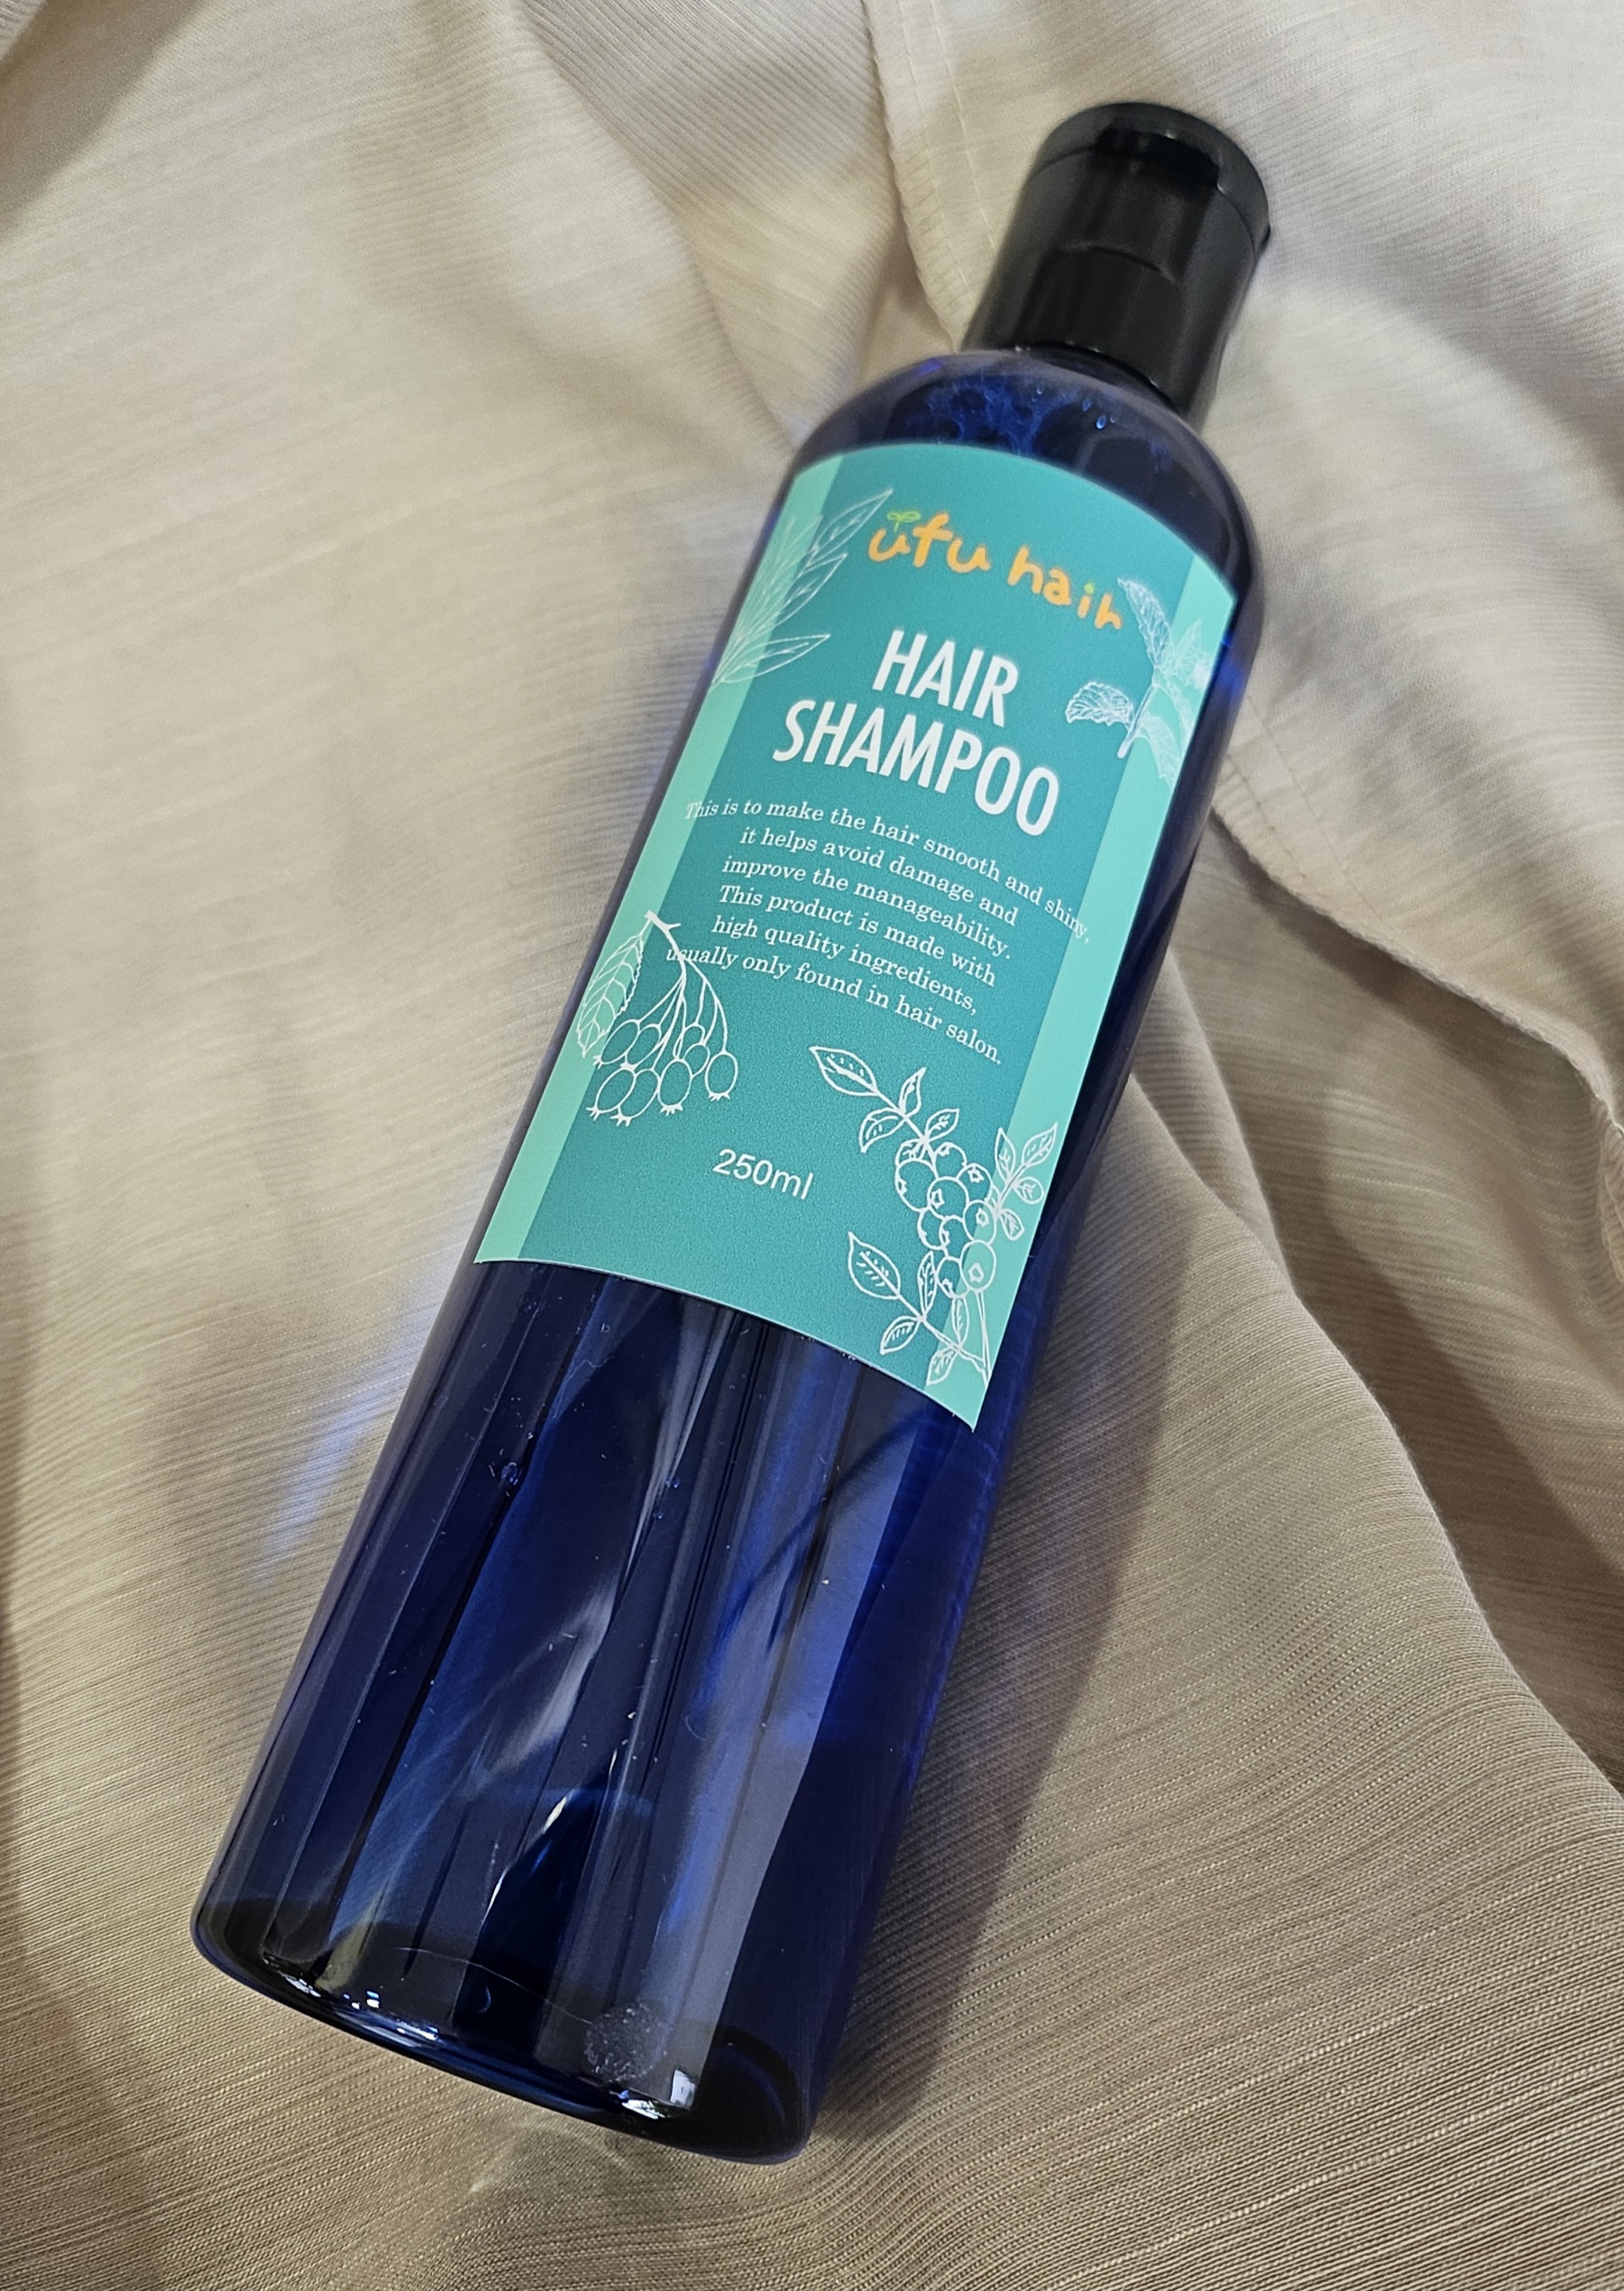 ufu hair
HAIR
SHAMPOO
This is to make the hair smooth and shiny,
it helps avoid damage and
improve the manageability.
This product is made with
high quality ingredients,
usually only found in hair salon.
250ml